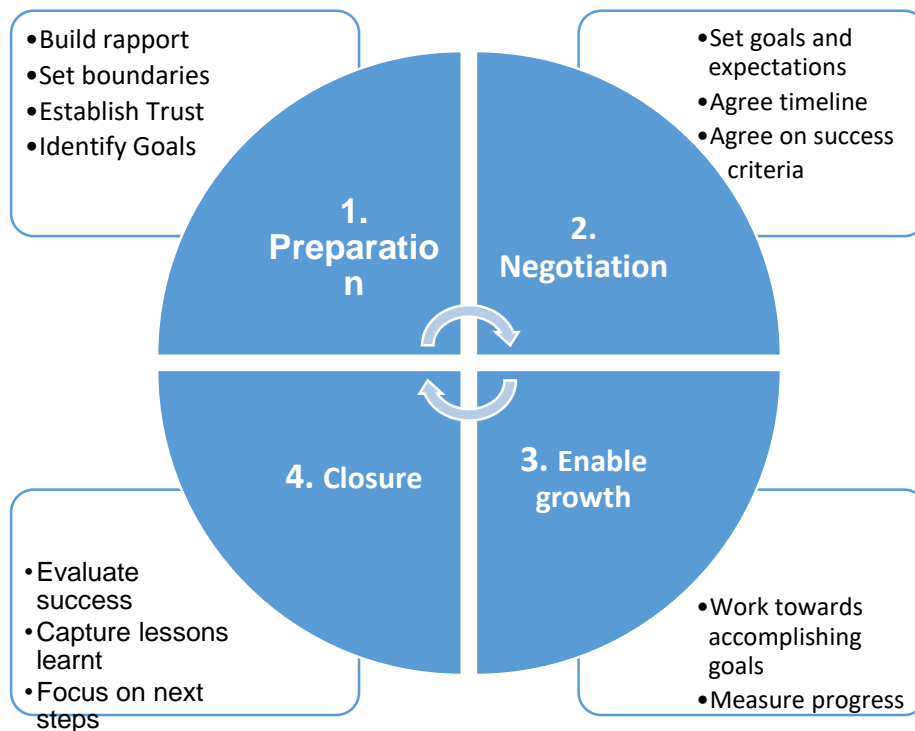 •Build rapport
•Set boundaries
•Establish Trust
•Identify Goals
•Set goals and
expectations
•Agree timeline
•Agree on success
criteria
1.
Preparatio
n
2.
Negotiation
4. Closure
3. Enable
growth
•Evaluate
success
•Capture lessons
learnt
•Focus on next
steps
•Work towards
accomplishing
goals
•Measure progress